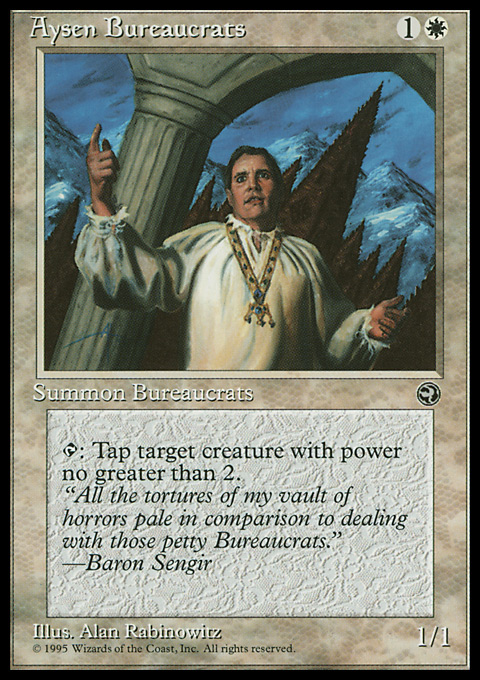 Aysen Bureaucrats 1
Summon Bureaucrats
: Tap target creature with power
no greater than 2.
“All the tortures of my vault of
horrors pale in comparison to dealing
with those petty Bureaucrats.”
—Baron Sengir
Illus. Alan Rabinowitz
1/1
© 1995 Wizards of the Coast, Inc. All rights reserved.